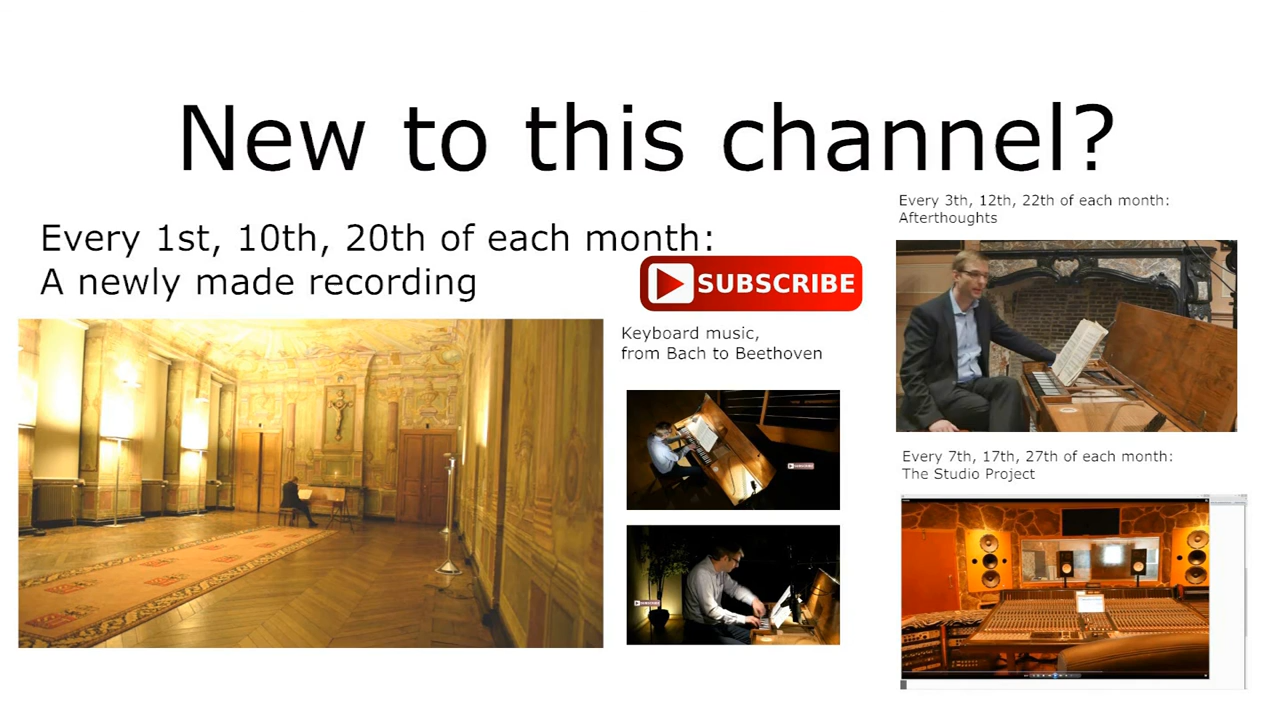 New to this channel?
Every 1st, 10th, 20th of each month:
A newly made recording
SUBSCRIBE
Keyboard music,
from Bach to Beethoven
SUBSCRIBE
SUBSCRIBE
Every 3th, 12th, 22th of each month:
Afterthoughts
Every 7th, 17th, 27th of each month:
The Studio Project